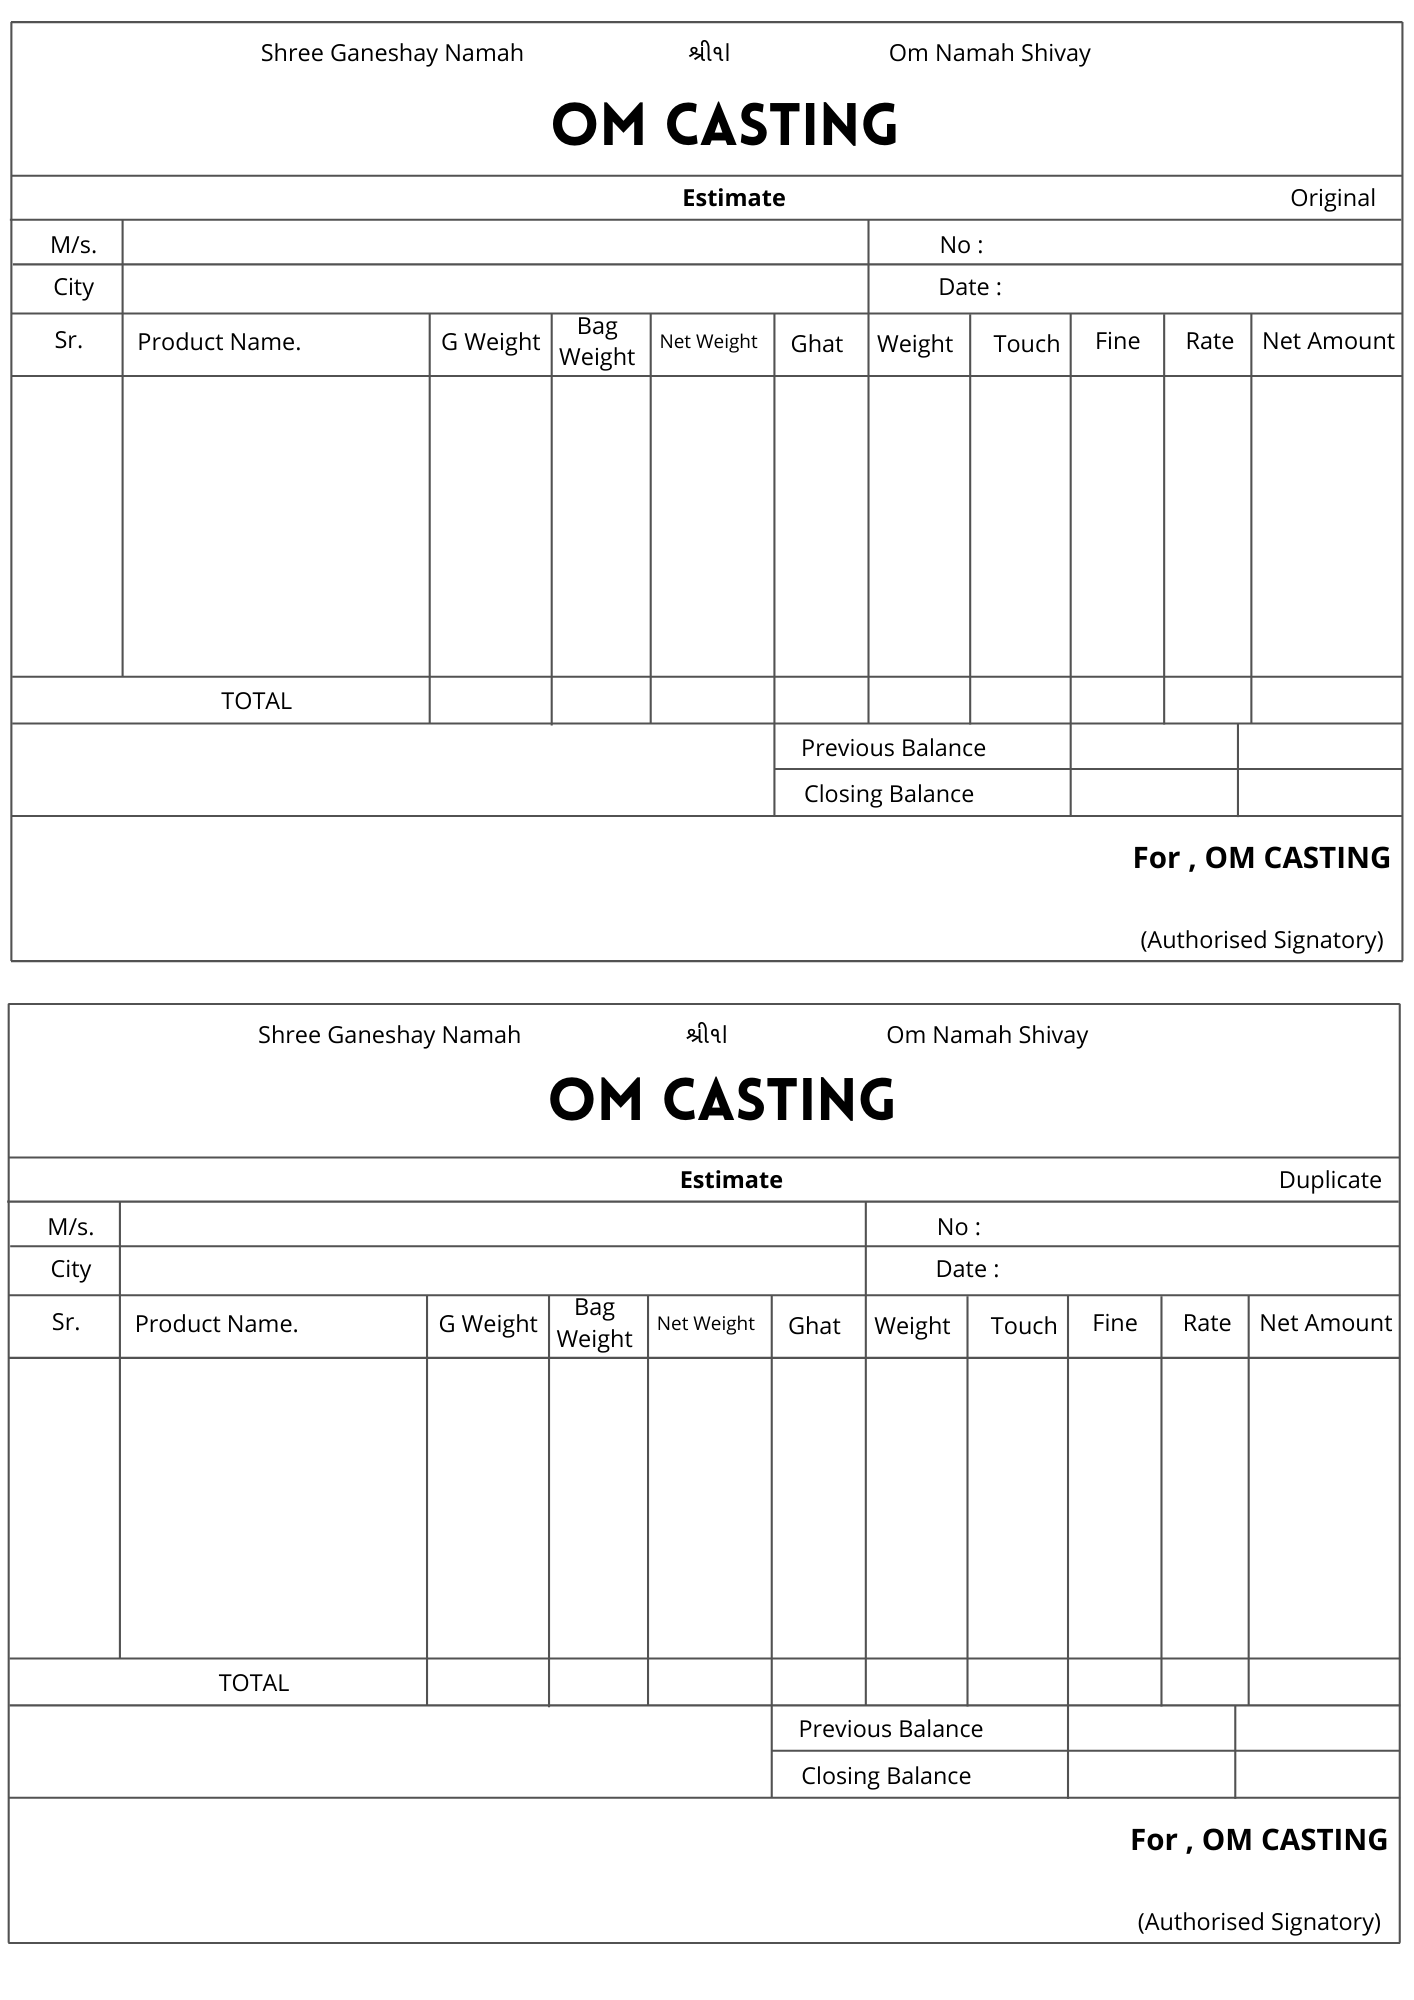 Shree Ganeshay Namah શ્રી૧। Om Namah Shivay
OM CASTING
Estimate Original
M/s. No :
City Date :
Sr. Product Name. G Weight Bag Weight Net Weight Ghat Weight Touch Fine Rate Net Amount
TOTAL
Previous Balance
Closing Balance
For , OM CASTING
(Authorised Signatory)
Shree Ganeshay Namah શ્રી૧। Om Namah Shivay
OM CASTING
Estimate Duplicate
M/s. No :
City Date :
Sr. Product Name. G Weight Bag Weight Net Weight Ghat Weight Touch Fine Rate Net Amount
TOTAL
Previous Balance
Closing Balance
For , OM CASTING
(Authorised Signatory)